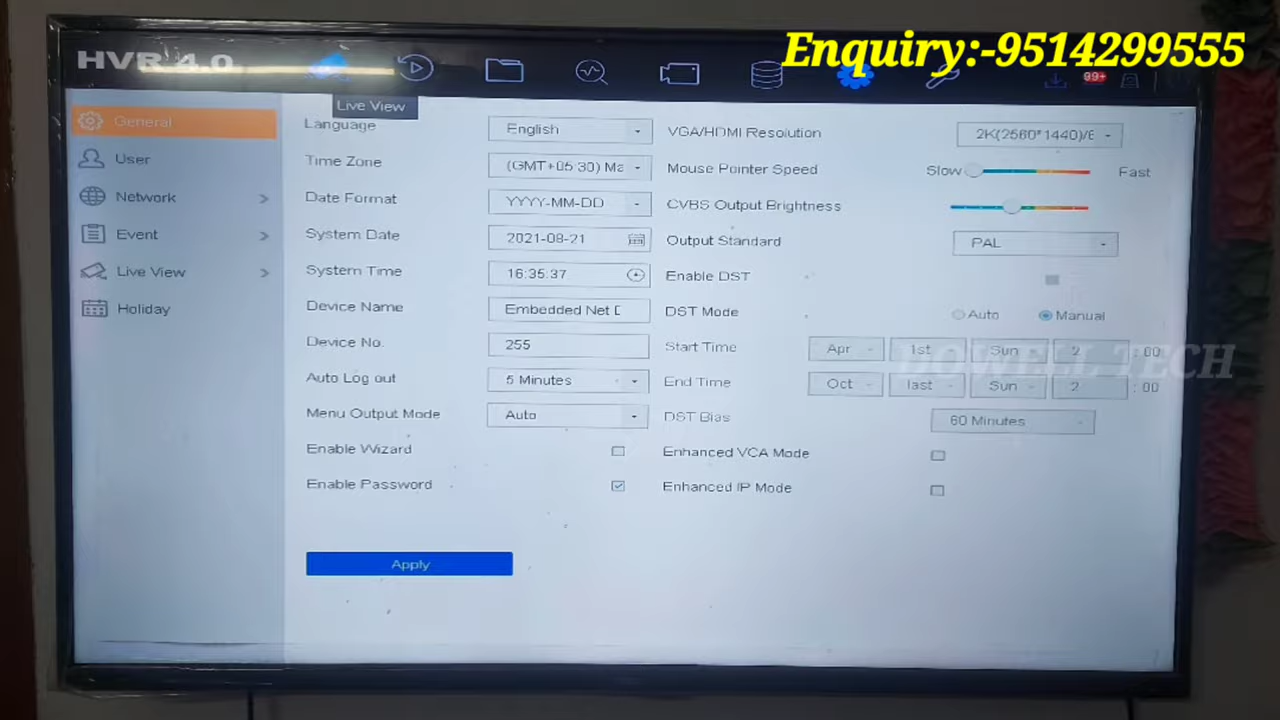 Enquiry:-9514299555
HVR 4.0
99+
Live View
General
User
Network
Event
Live View
Holiday
Language English
Time Zone (GMT+05:30) Ma
Date Format YYYY-MM-DD
System Date 2021-08-21
System Time 16:35:37
Device Name Embedded Net D
Device No. 255
Auto Log out 5 Minutes
Menu Output Mode Auto
Enable Wizard
Enable Password
Apply
VGA/HDMI Resolution 2K(2560*1440)/6
Mouse Pointer Speed Slow Fast
CVBS Output Brightness
Output Standard PAL
Enable DST
DST Mode Auto Manual
Start Time Apr 1st Sun 2 : 00
End Time Oct last Sun 2 : 00
DST Bias 60 Minutes
Enhanced VCA Mode
Enhanced IP Mode
DOWELL TECH